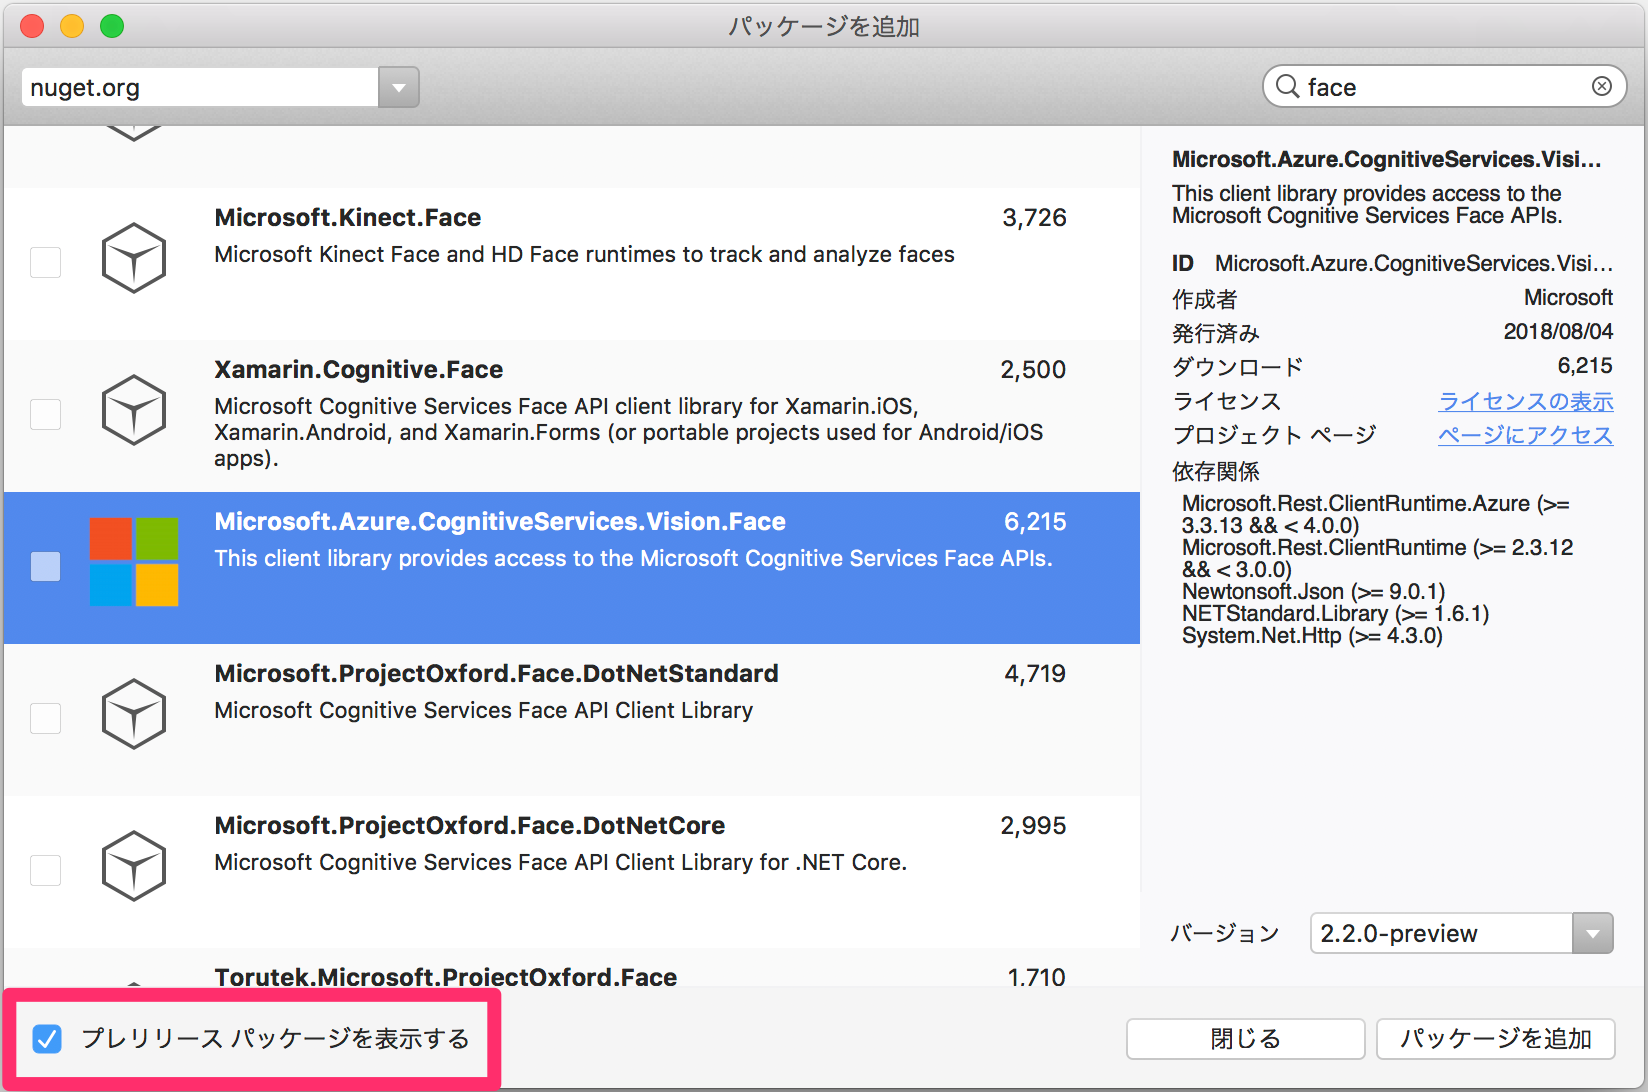 パッケージを追加
nuget.org
face
Microsoft.Kinect.Face 3,726
Microsoft Kinect Face and HD Face runtimes to track and analyze faces
Xamarin.Cognitive.Face 2,500
Microsoft Cognitive Services Face API client library for Xamarin.iOS,
Xamarin.Android, and Xamarin.Forms (or portable projects used for Android/iOS
apps).
Microsoft.Azure.CognitiveServices.Vision.Face 6,215
This client library provides access to the Microsoft Cognitive Services Face APIs.
Microsoft.ProjectOxford.Face.DotNetStandard 4,719
Microsoft Cognitive Services Face API Client Library
Microsoft.ProjectOxford.Face.DotNetCore 2,995
Microsoft Cognitive Services Face API Client Library for .NET Core.
Torutek.Microsoft.ProjectOxford.Face 1,710
Microsoft.Azure.CognitiveServices.Visi...
This client library provides access to the
Microsoft Cognitive Services Face APIs.
ID Microsoft.Azure.CognitiveServices.Visi...
作成者 Microsoft
発行済み 2018/08/04
ダウンロード 6,215
ライセンス ライセンスの表示
プロジェクト ページ ページにアクセス
依存関係
Microsoft.Rest.ClientRuntime.Azure (>=
3.3.13 && < 4.0.0)
Microsoft.Rest.ClientRuntime (>= 2.3.12
&& < 3.0.0)
Newtonsoft.Json (>= 9.0.1)
NETStandard.Library (>= 1.6.1)
System.Net.Http (>= 4.3.0)
バージョン 2.2.0-preview
プレリリース パッケージを表示する
閉じる
パッケージを追加